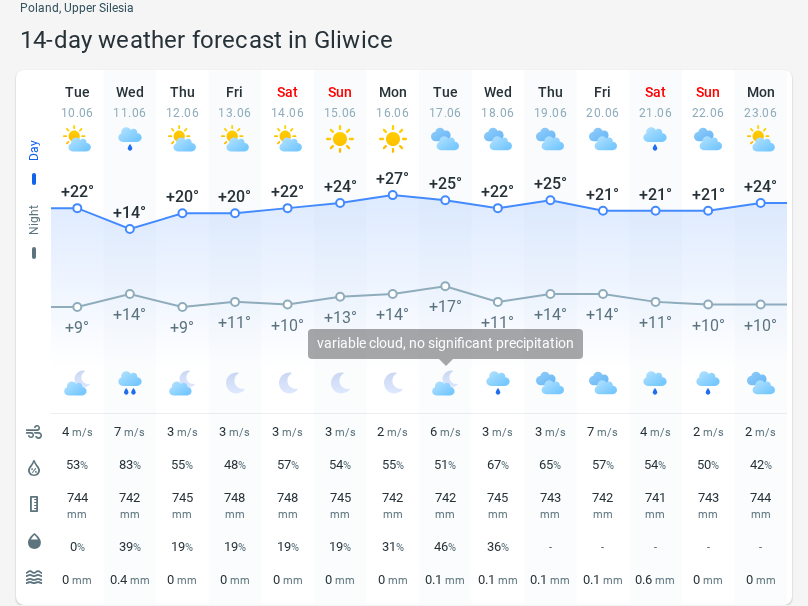 Poland, Upper Silesia
14-day weather forecast in Gliwice
Tue Wed Thu Fri Sat Sun Mon Tue Wed Thu Fri Sat Sun Mon
10.06 11.06 12.06 13.06 14.06 15.06 16.06 17.06 18.06 19.06 20.06 21.06 22.06 23.06
Day
+22° +14° +20° +20° +22° +24° +27° +25° +22° +25° +21° +21° +21° +24°
Night
+9° +14° +9° +11° +10° +13° +14° +17° +11° +14° +14° +11° +10° +10°
variable cloud, no significant precipitation
4 m/s 7 m/s 3 m/s 3 m/s 3 m/s 3 m/s 2 m/s 6 m/s 3 m/s 3 m/s 7 m/s 4 m/s 2 m/s 2 m/s
53% 83% 55% 48% 57% 54% 55% 51% 67% 65% 57% 54% 50% 42%
744 742 745 748 748 745 742 742 745 743 742 741 743 744
mm mm mm mm mm mm mm mm mm mm mm mm mm mm
0% 39% 19% 19% 19% 19% 31% 46% 36% - - - - -
0 mm 0.4 mm 0 mm 0 mm 0 mm 0 mm 0 mm 0.1 mm 0.1 mm 0.1 mm 0.1 mm 0.6 mm 0 mm 0 mm